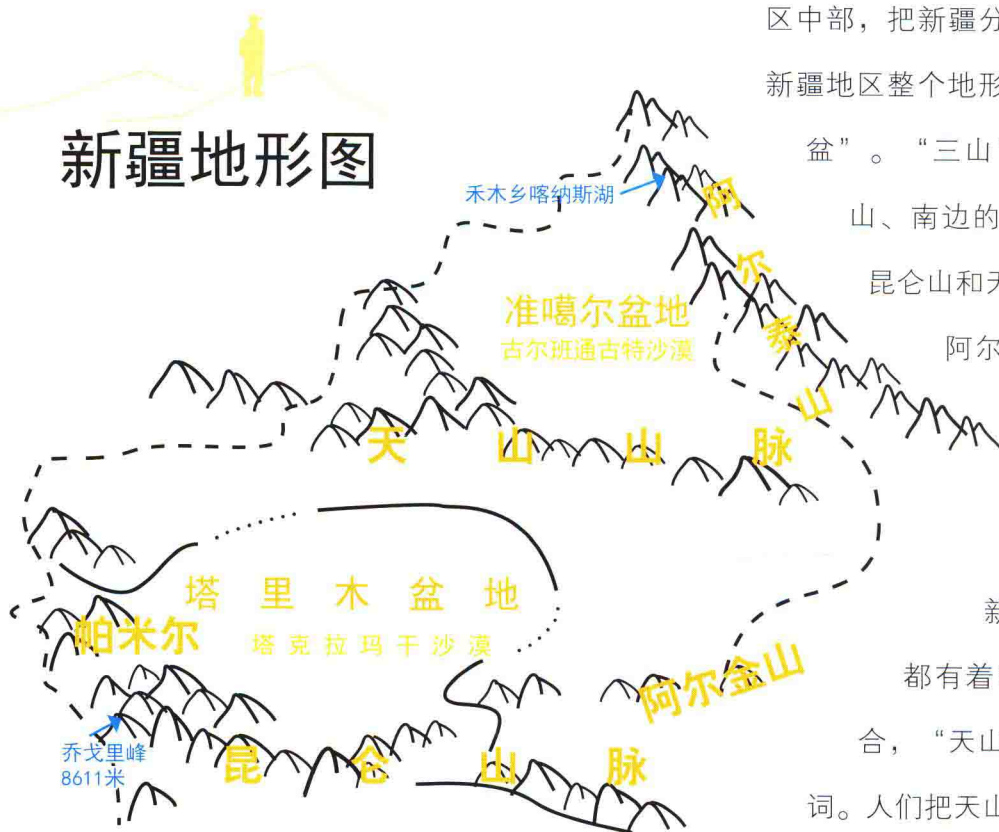 新疆地形图
禾木乡喀纳斯湖
阿尔泰山
准噶尔盆地
古尔班通古特沙漠
天山山脉
塔里木盆地
塔克拉玛干沙漠
帕米尔
阿尔金山
乔戈里峰
8611米
昆仑山脉
区中部，把新疆分
新疆地区整个地形
盆”。“三山
山、南边的
昆仑山和天
阿尔
新
都有着
合，“天山
词。人们把天山